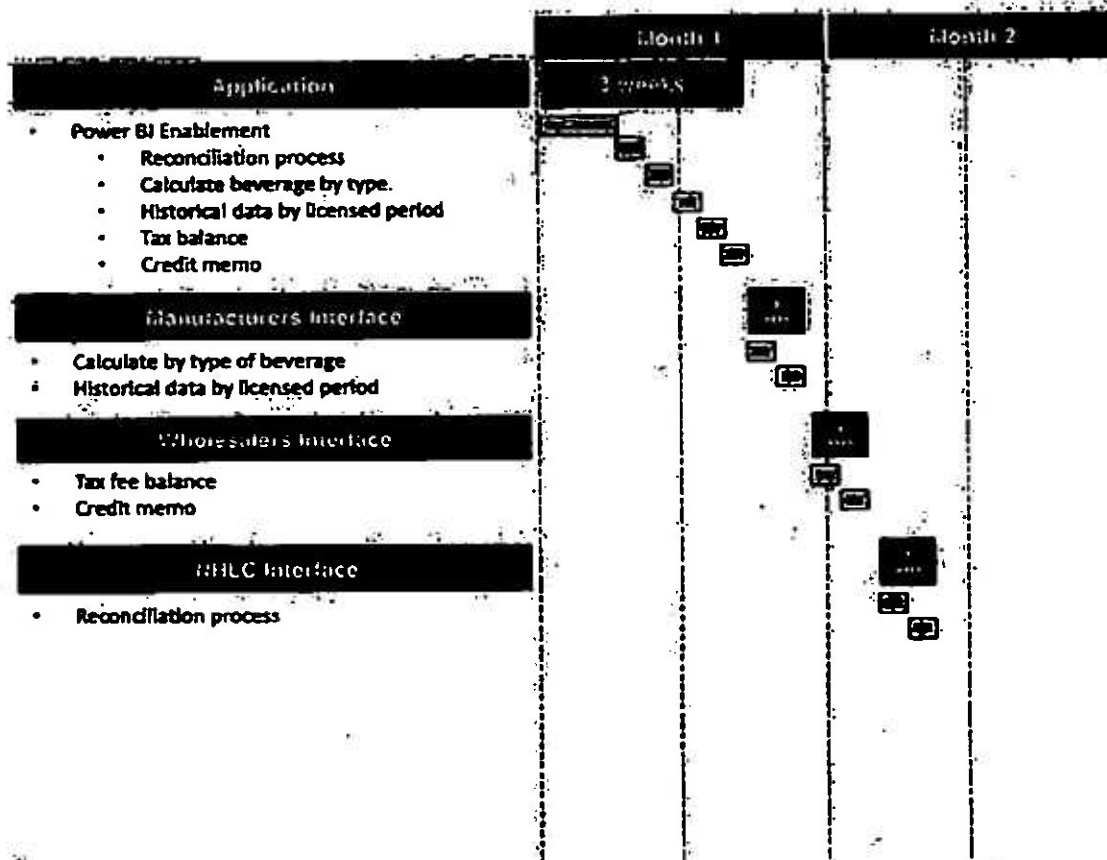 Month 1
Month 2
Application
3 weeks
• Power BI Enablement
• Reconciliation process
• Calculate beverage by type.
• Historical data by licensed period
• Tax balance
• Credit memo
Manufacturers Interface
• Calculate by type of beverage
• Historical data by licensed period
Wholesalers Interface
• Tax fee balance
• Credit memo
NHLC Interface
• Reconciliation process